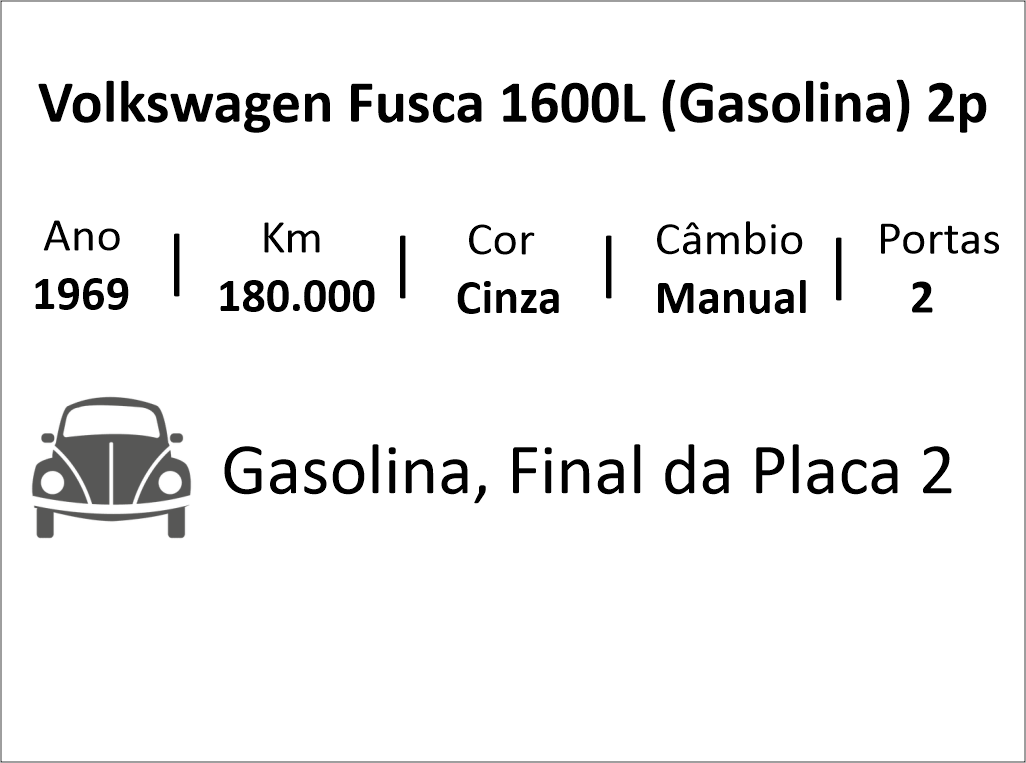 Volkswagen Fusca 1600L (Gasolina) 2p
Ano | Km | Cor | Câmbio | Portas
1969 | 180.000 | Cinza | Manual | 2
Gasolina, Final da Placa 2